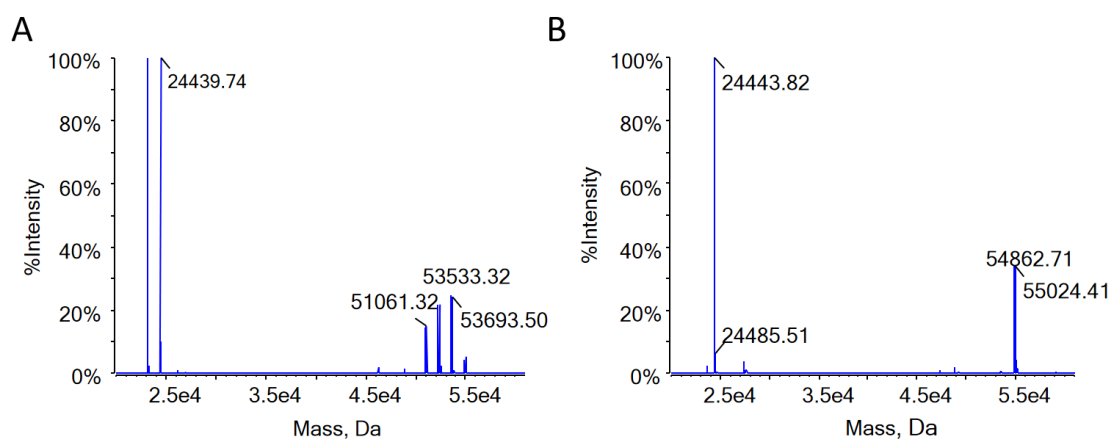 A
100%
80%
60%
40%
20%
0%
%Intensity
24439.74
51061.32
53533.32
53693.50
2.5e4 3.5e4 4.5e4 5.5e4
Mass, Da
B
100%
80%
60%
40%
20%
0%
%Intensity
24443.82
24485.51
54862.71
55024.41
2.5e4 3.5e4 4.5e4 5.5e4
Mass, Da